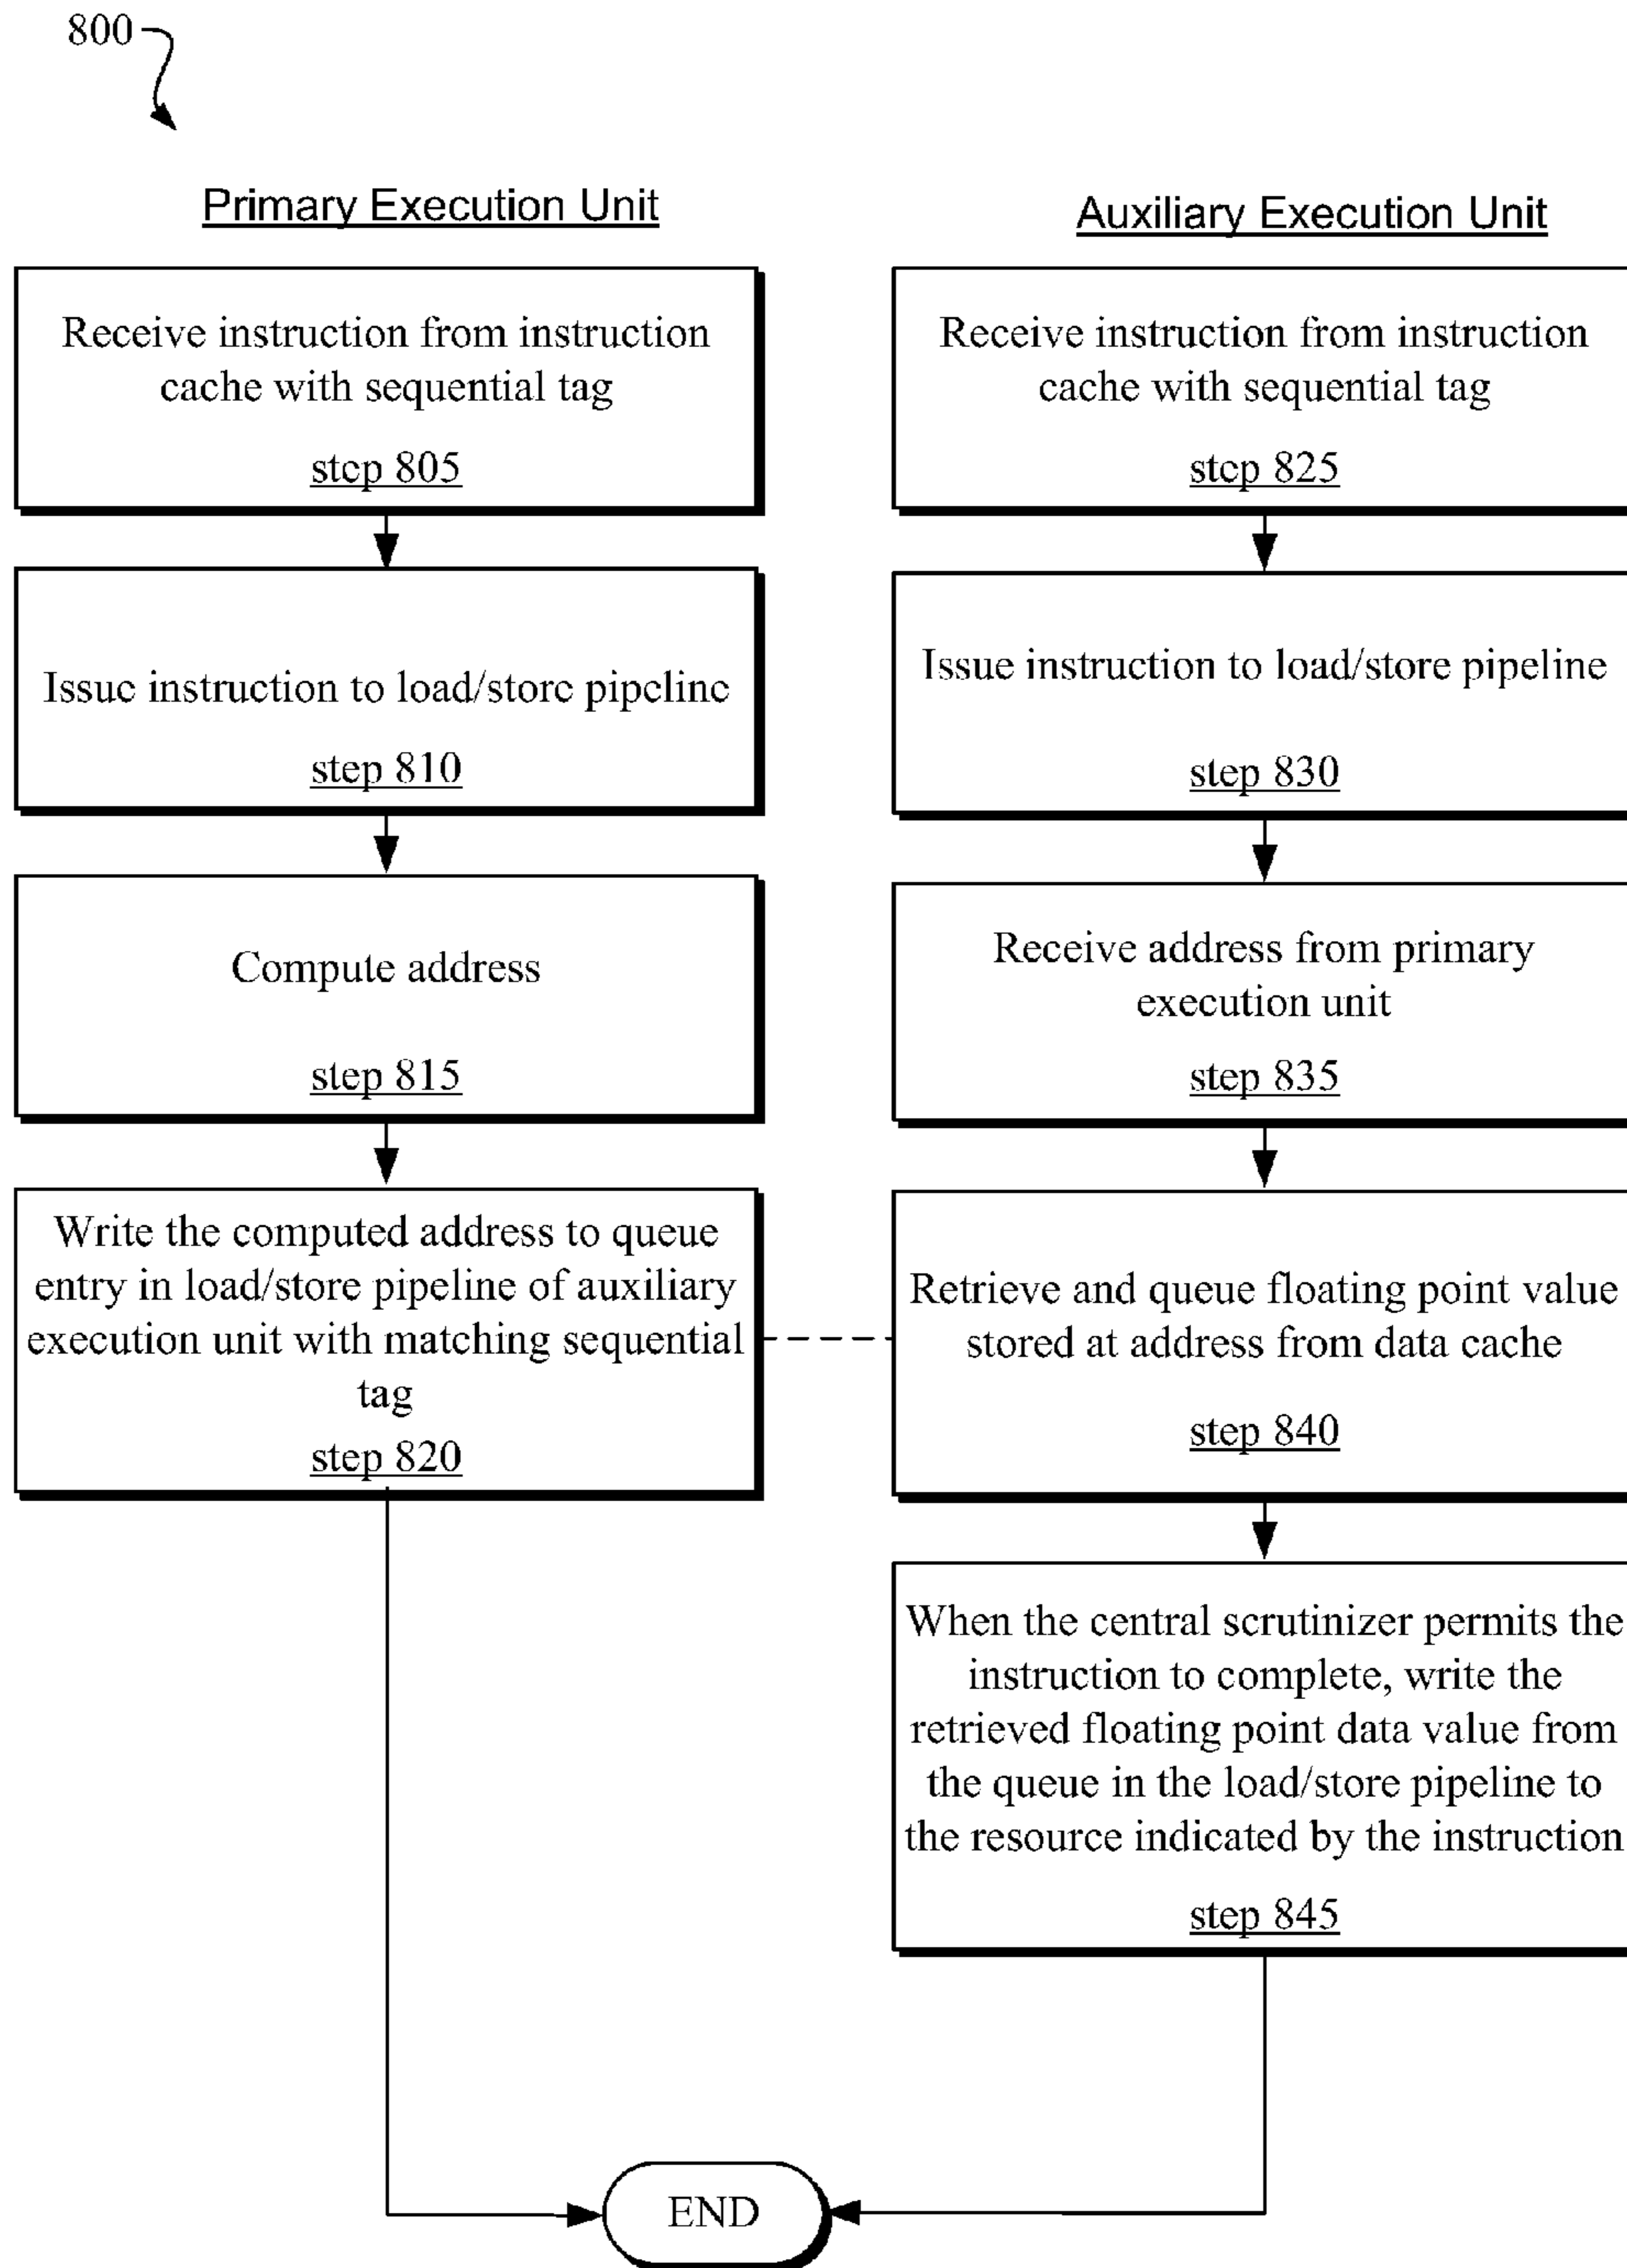 800
Primary Execution Unit
Receive instruction from instruction
cache with sequential tag
step 805
Issue instruction to load/store pipeline
step 810
Compute address
step 815
Write the computed address to queue
entry in load/store pipeline of auxiliary
execution unit with matching sequential
tag
step 820
Auxiliary Execution Unit
Receive instruction from instruction
cache with sequential tag
step 825
Issue instruction to load/store pipeline
step 830
Receive address from primary
execution unit
step 835
Retrieve and queue floating point value
stored at address from data cache
step 840
When the central scrutinizer permits the
instruction to complete, write the
retrieved floating point data value from
the queue in the load/store pipeline to
the resource indicated by the instruction
step 845
END